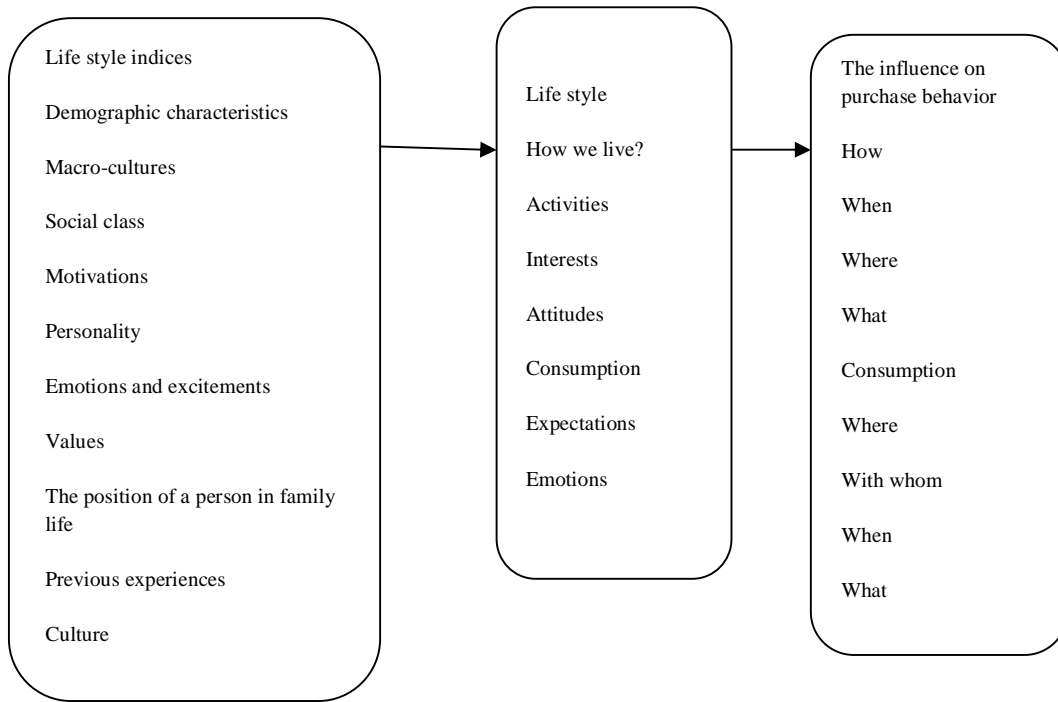 Life style indices
Demographic characteristics
Macro-cultures
Social class
Motivations
Personality
Emotions and excitements
Values
The position of a person in family
life
Previous experiences
Culture
Life style
How we live?
Activities
Interests
Attitudes
Consumption
Expectations
Emotions
The influence on
purchase behavior
How
When
Where
What
Consumption
Where
With whom
When
What